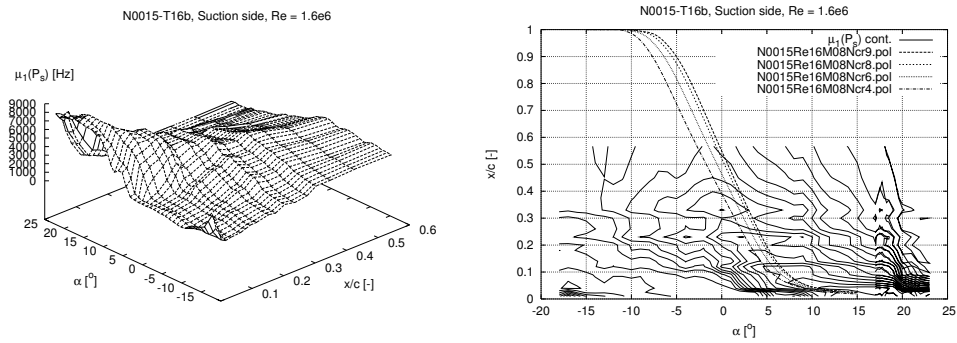 N0015-T16b, Suction side, Re = 1.6e6
μ1(Ps) [Hz]
9000
8000
7000
6000
5000
4000
3000
2000
1000
0
25
20
15
10
5
0
-5
-10
-15
α [o]
0.1
0.2
0.3
0.4
0.5
0.6
x/c [-]
N0015-T16b, Suction side, Re = 1.6e6
μ1(Ps) cont.
N0015Re16M08Ncr9.pol
N0015Re16M08Ncr8.pol
N0015Re16M08Ncr6.pol
N0015Re16M08Ncr4.pol
1
0.9
0.8
0.7
0.6
0.5
0.4
0.3
0.2
0.1
0
x/c [-]
-20 -15 -10 -5 0 5 10 15 20 25
α [o]